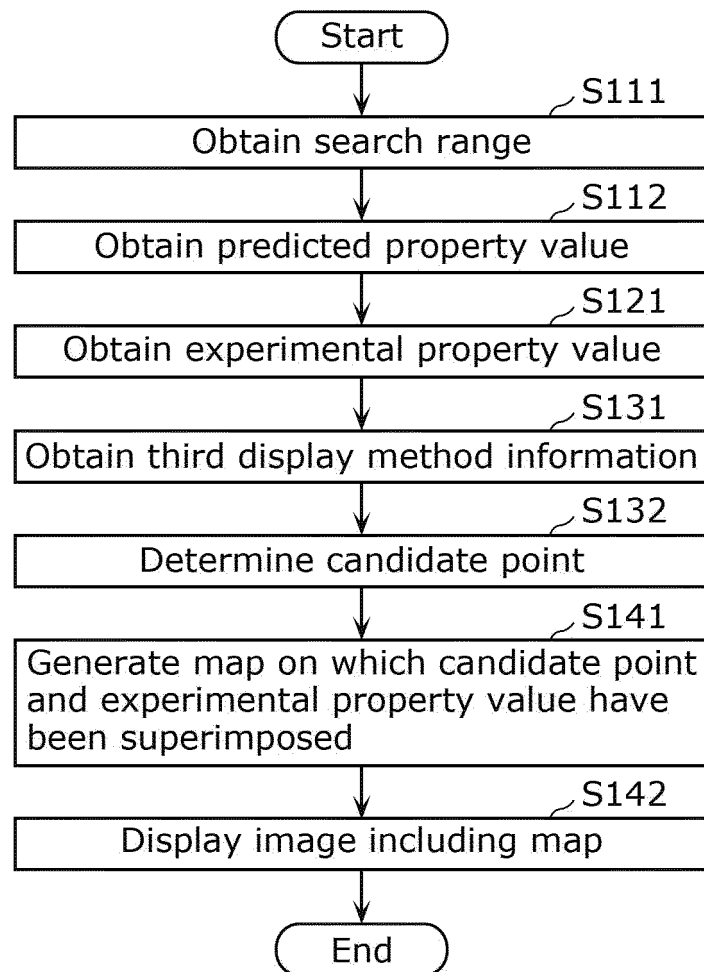 Start
S111
Obtain search range
S112
Obtain predicted property value
S121
Obtain experimental property value
S131
Obtain third display method information
S132
Determine candidate point
S141
Generate map on which candidate point
and experimental property value have
been superimposed
S142
Display image including map
End